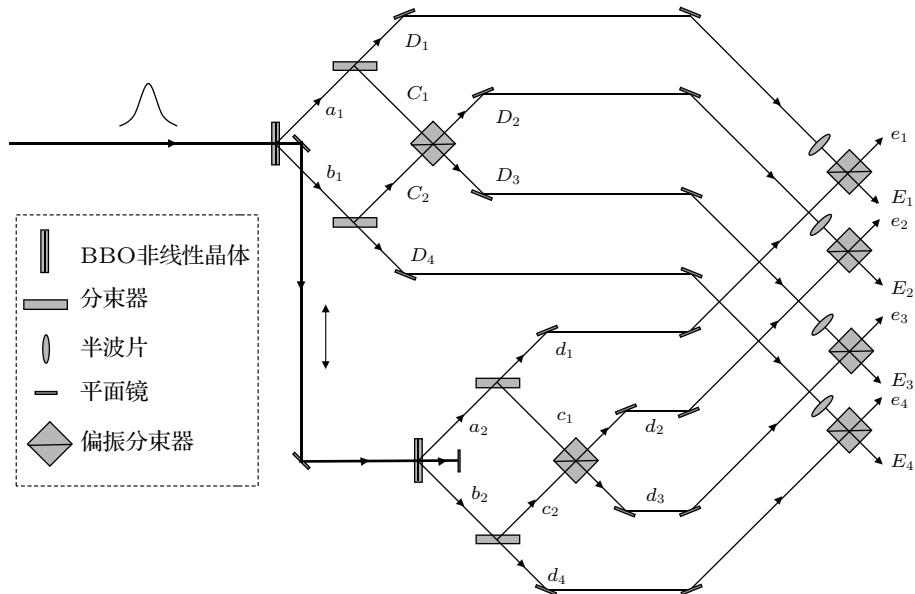 D₁
a₁
C₁
D₂
b₁
C₂
D₃
D₄
e₁
E₁
e₂
E₂
e₃
E₃
e₄
E₄
BBO非线性晶体
分束器
半波片
平面镜
偏振分束器
d₁
a₂
c₁
d₂
b₂
c₂
d₃
d₄